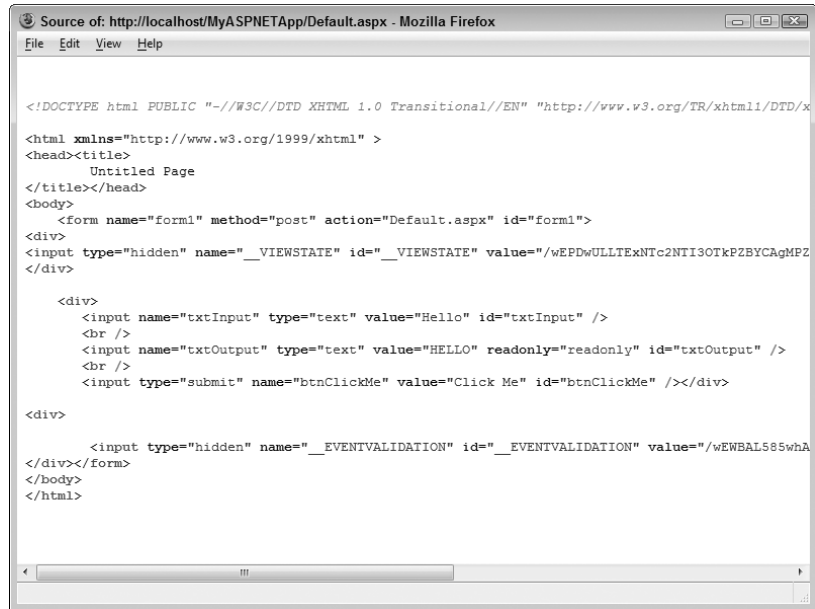 Source of: http://localhost/MyASPNETApp/Default.aspx - Mozilla Firefox
File Edit View Help
<!DOCTYPE html PUBLIC "-//W3C//DTD XHTML 1.0 Transitional//EN" "http://www.w3.org/TR/xhtml1/DTD/x
<html xmlns="http://www.w3.org/1999/xhtml" >
<head><title>
        Untitled Page
</title></head>
<body>
    <form name="form1" method="post" action="Default.aspx" id="form1">
<div>
<input type="hidden" name="__VIEWSTATE" id="__VIEWSTATE" value="/wEPDwULLTExNTc2NTI3OTkPZBYCAgMPZ
</div>
    <div>
       <input name="txtInput" type="text" value="Hello" id="txtInput" />
       <br />
       <input name="txtOutput" type="text" value="HELLO" readonly="readonly" id="txtOutput" />
       <br />
       <input type="submit" name="btnClickMe" value="Click Me" id="btnClickMe" /></div>
<div>
        <input type="hidden" name="__EVENTVALIDATION" id="__EVENTVALIDATION" value="/wEWBAL585whA
</div></form>
</body>
</html>